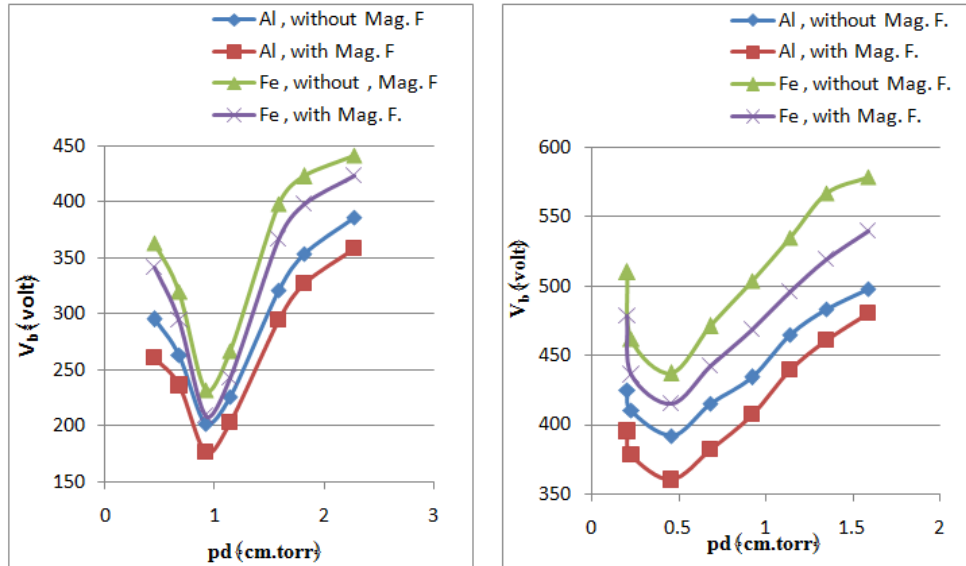 Al , without Mag. F
Al , with Mag. F
Fe , without , Mag. F
Fe , with Mag. F.
450
400
350
300
250
200
150
V_b (volt)
0
1
2
3
pd (cm.torr)
Al , without Mag. F.
Al , with Mag. F.
Fe , without Mag. F.
Fe , with Mag. F.
600
550
500
450
400
350
V_b (volt)
0
0.5
1
1.5
2
pd (cm.torr)